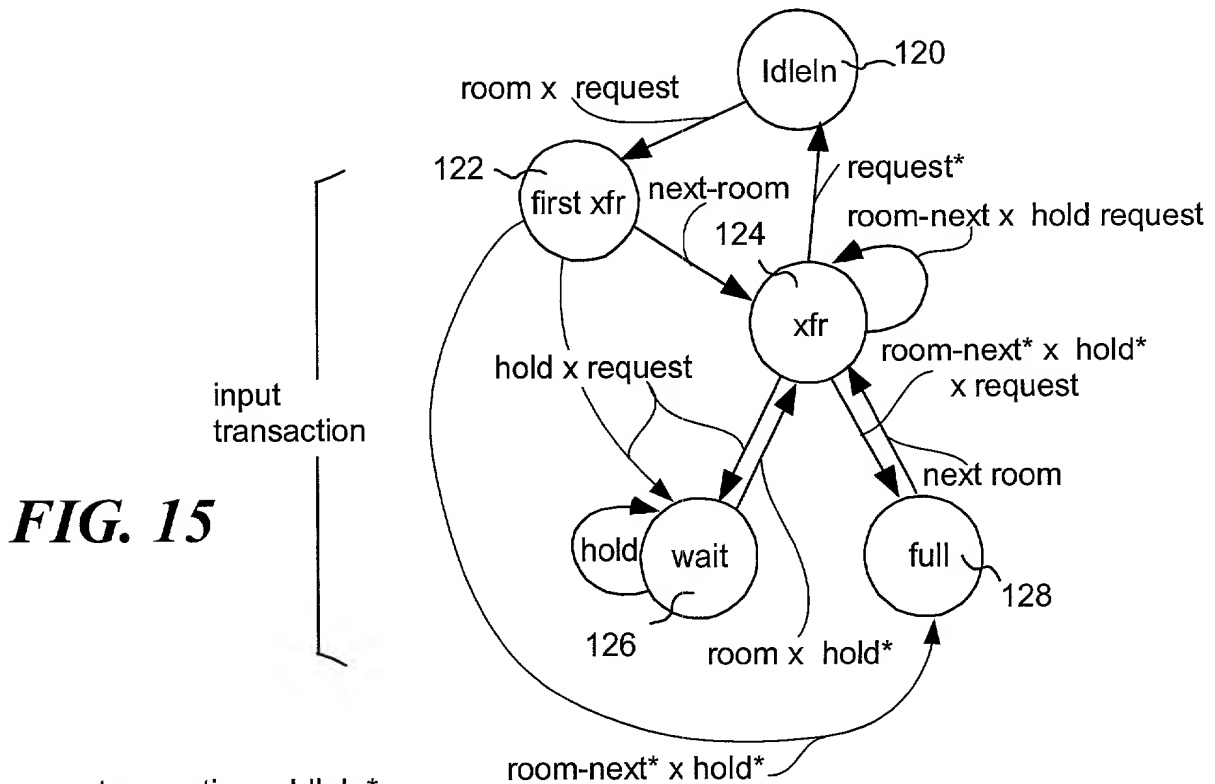 IdleIn
120
room x request
122
first xfr
next-room
request*
124
room-next x hold request
xfr
room-next* x hold*
x request
hold x request
input
transaction
next room
FIG. 15
hold
wait
full
128
126
room x hold*
room-next* x hold*